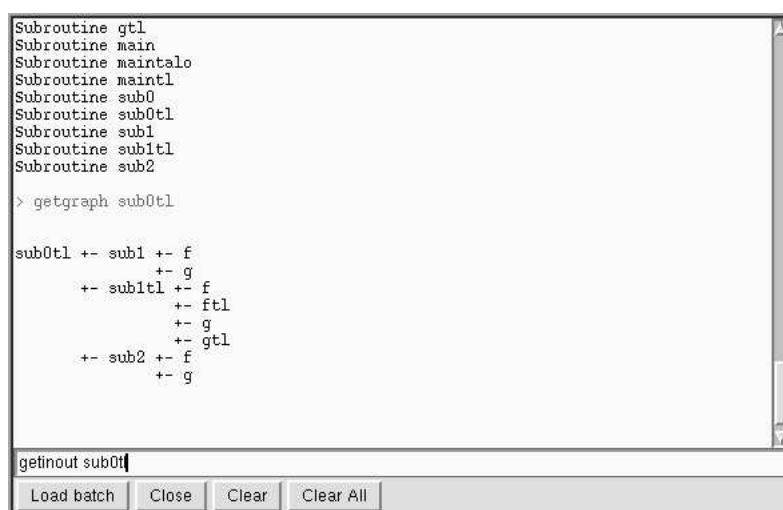 Subroutine gtl
Subroutine main
Subroutine maintalo
Subroutine maintl
Subroutine sub0
Subroutine sub0tl
Subroutine sub1
Subroutine sub1tl
Subroutine sub2
> getgraph sub0tl
sub0tl +- sub1 +- f
+- g
+- sub1tl +- f
+- ftl
+- g
+- gtl
+- sub2 +- f
+- g
getinout sub0tl
Load batch Close Clear Clear All